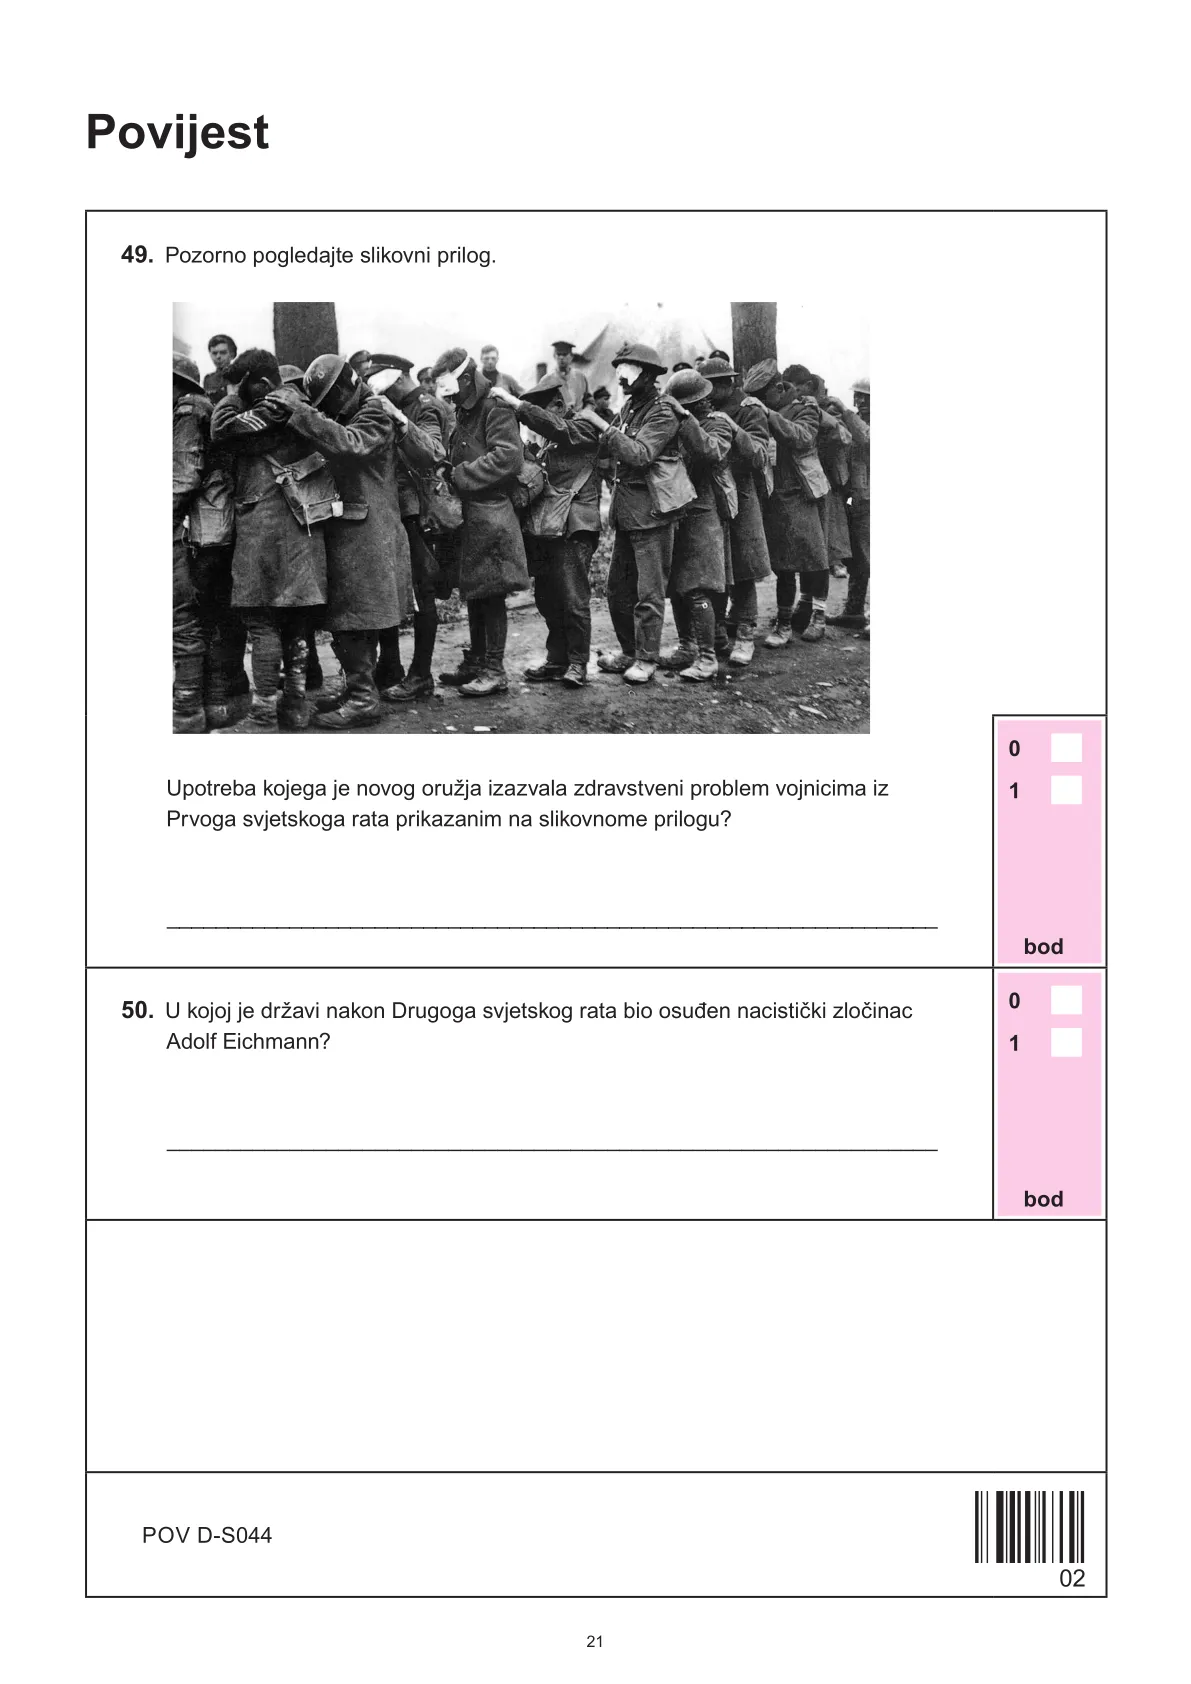 Povijest
49. Pozorno pogledajte slikovni prilog.
Upotreba kojega je novog oružja izazvala zdravstveni problem vojnicima iz
Prvoga svjetskoga rata prikazanim na slikovnome prilogu?
0
1
bod
50. U kojoj je državi nakon Drugoga svjetskog rata bio osuđen nacistički zločinac
Adolf Eichmann?
0
1
bod
POV D-S044
02
21